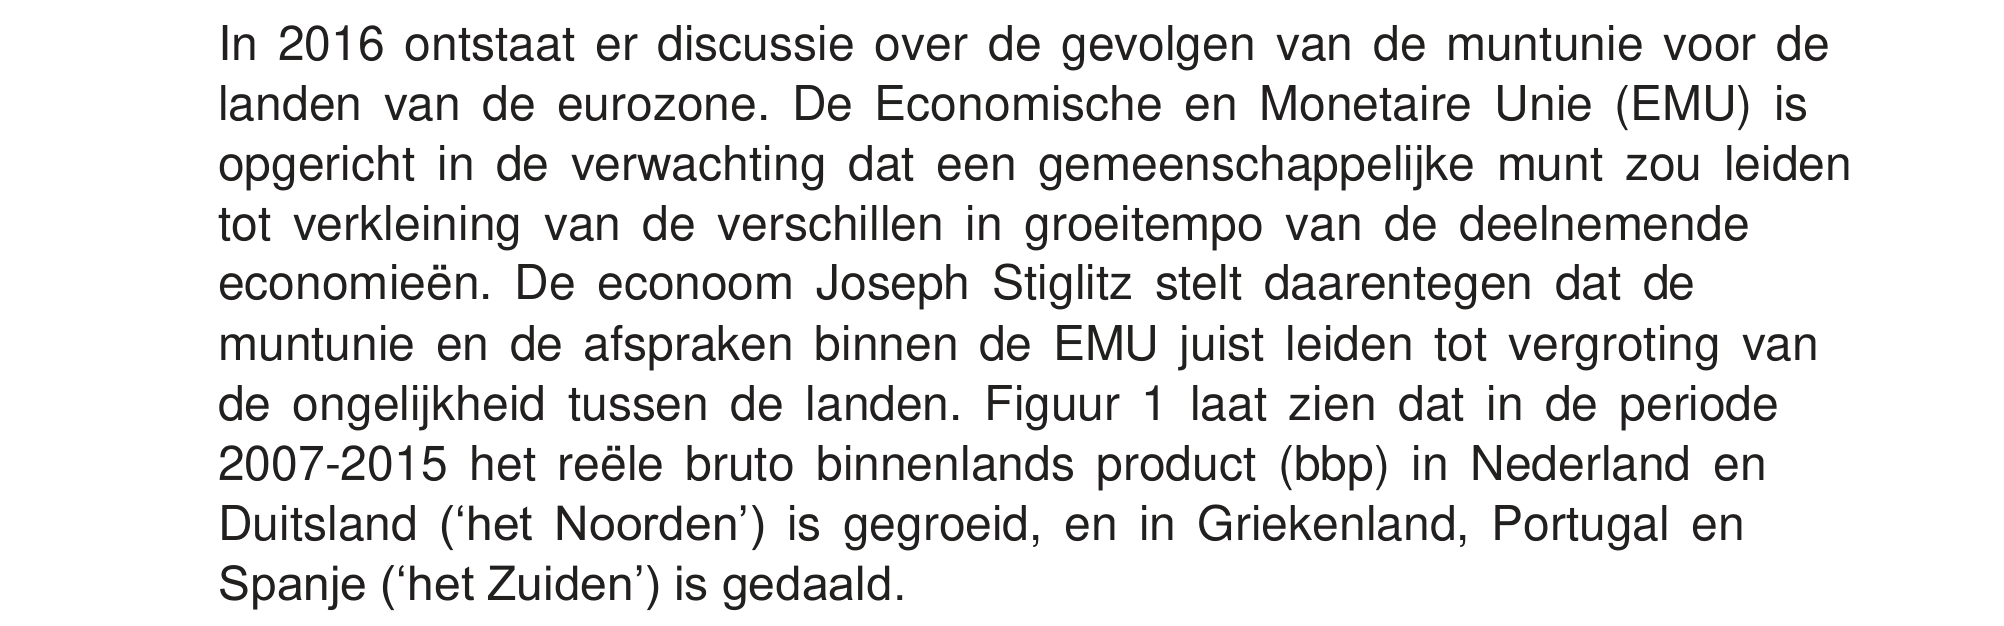 In 2016 ontstaat er discussie over de gevolgen van de muntunie voor de
landen van de eurozone. De Economische en Monetaire Unie (EMU) is
opgericht in de verwachting dat een gemeenschappelijke munt zou leiden
tot verkleining van de verschillen in groeitempo van de deelnemende
economieën. De econoom Joseph Stiglitz stelt daarentegen dat de
muntunie en de afspraken binnen de EMU juist leiden tot vergroting van
de ongelijkheid tussen de landen. Figuur 1 laat zien dat in de periode
2007-2015 het reële bruto binnenlands product (bbp) in Nederland en
Duitsland (‘het Noorden’) is gegroeid, en in Griekenland, Portugal en
Spanje (‘het Zuiden’) is gedaald.